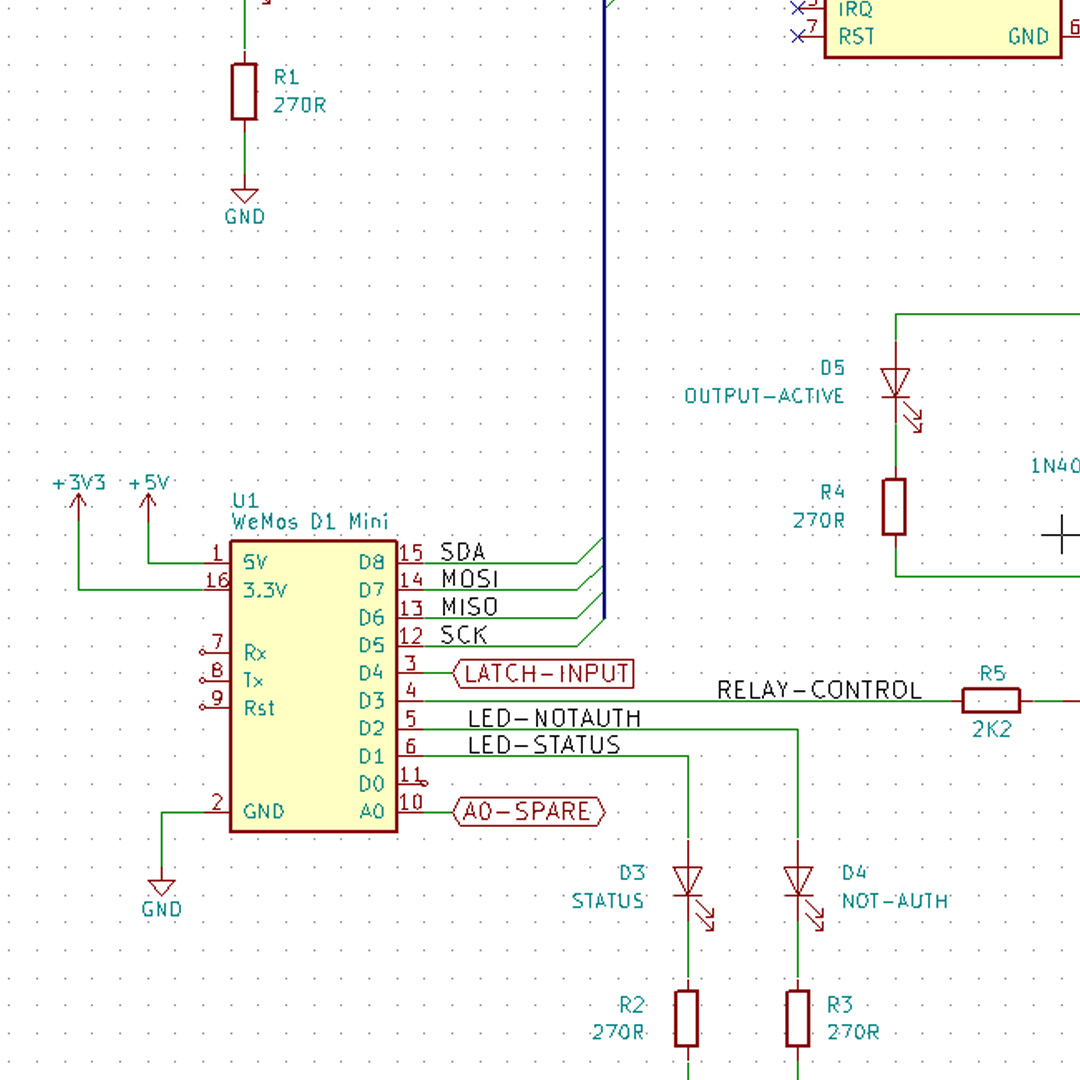 IRQ
7 RST GND 6
R1
270R
GND
D5
OUTPUT-ACTIVE
1N40
R4
270R
+3V3 +5V
U1
WeMos D1 Mini
1 5V D8 15 SDA
16 3.3V D7 14 MOSI
D6 13 MISO
7 Rx D5 12 SCK
8 Tx D4 3 LATCH-INPUT
9 Rst D3 4 RELAY-CONTROL
R5
2K2
D2 5 LED-NOTAUTH
D1 6 LED-STATUS
D0 11
2 GND A0 10 A0-SPARE
GND
D3
STATUS
D4
NOT-AUTH
R2
270R
R3
270R